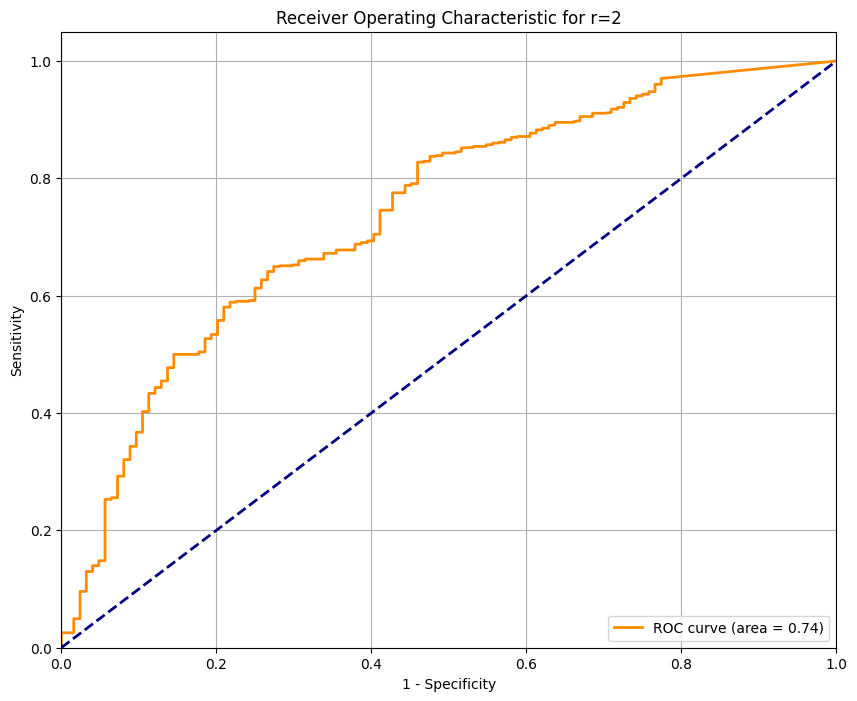 Receiver Operating Characteristic for r=2
1.0
0.8
0.6
0.4
0.2
0.0
Sensitivity
0.0 0.2 0.4 0.6 0.8 1.0
1 - Specificity
ROC curve (area = 0.74)